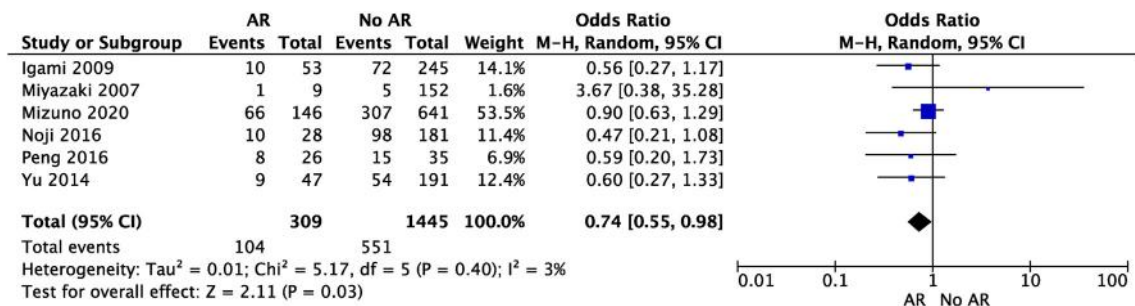 AR No AR Odds Ratio Odds Ratio
Study or Subgroup Events Total Events Total Weight M-H, Random, 95% CI M-H, Random, 95% CI
Igami 2009 10 53 72 245 14.1% 0.56 [0.27, 1.17]
Miyazaki 2007 1 9 5 152 1.6% 3.67 [0.38, 35.28]
Mizuno 2020 66 146 307 641 53.5% 0.90 [0.63, 1.29]
Noji 2016 10 28 98 181 11.4% 0.47 [0.21, 1.08]
Peng 2016 8 26 15 35 6.9% 0.59 [0.20, 1.73]
Yu 2014 9 47 54 191 12.4% 0.60 [0.27, 1.33]
Total (95% CI) 309 1445 100.0% 0.74 [0.55, 0.98]
Total events 104 551
Heterogeneity: Tau² = 0.01; Chi² = 5.17, df = 5 (P = 0.40); I² = 3%
Test for overall effect: Z = 2.11 (P = 0.03)
0.01 0.1 1 10 100
AR No AR